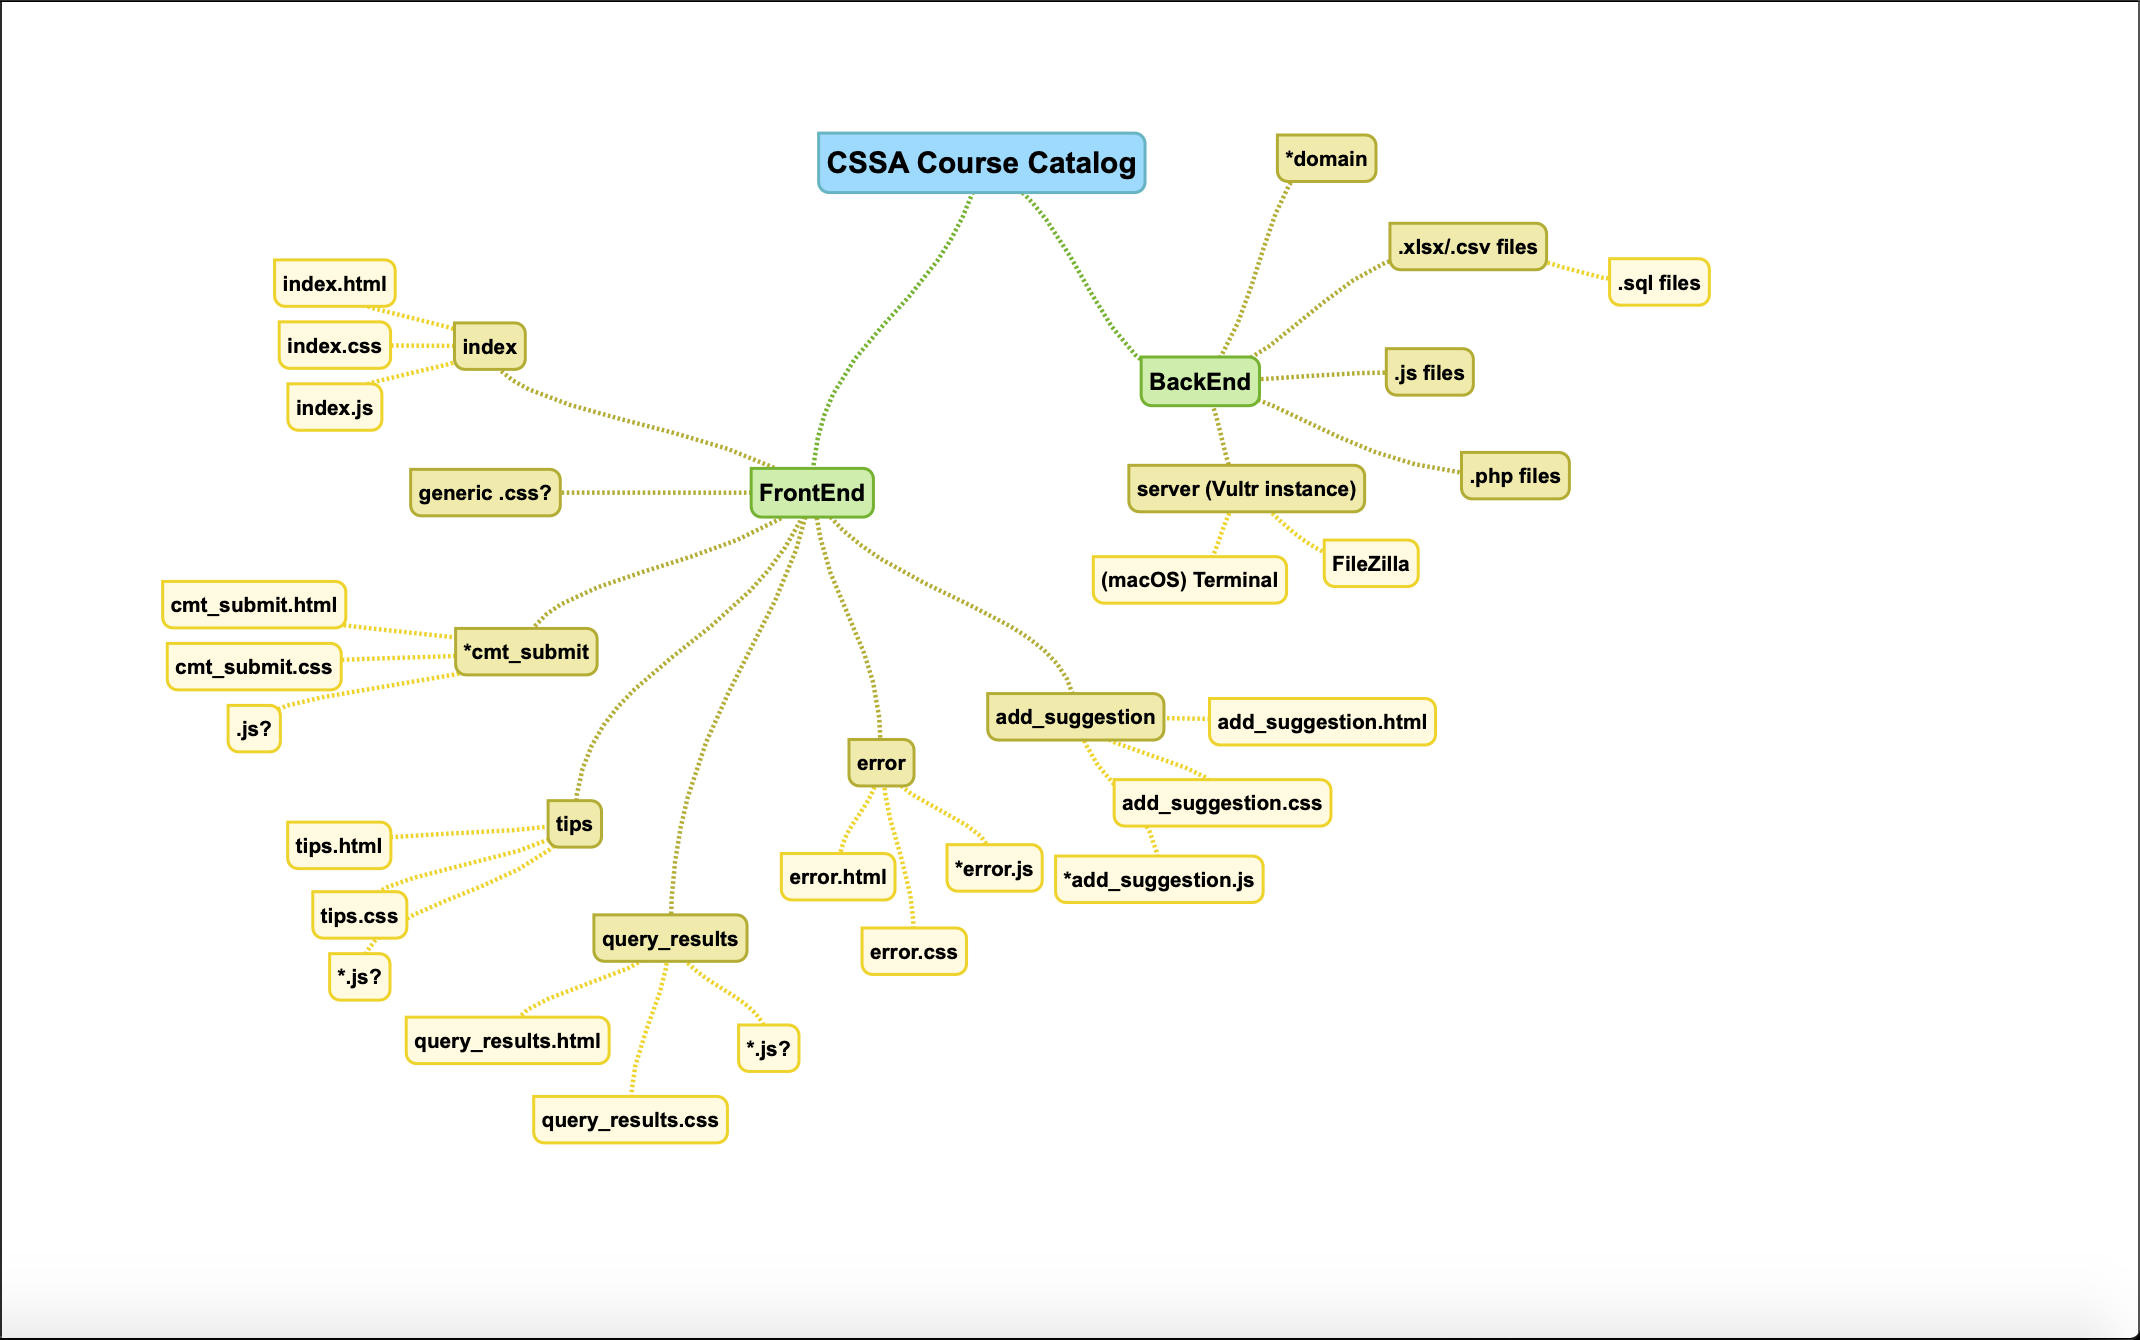 CSSA Course Catalog
*domain
.xlsx/.csv files
.sql files
index.html
index.css
index
index.js
BackEnd
.js files
generic .css?
FrontEnd
server (Vultr instance)
.php files
(macOS) Terminal
FileZilla
cmt_submit.html
cmt_submit.css
*cmt_submit
.js?
add_suggestion
add_suggestion.html
add_suggestion.css
*add_suggestion.js
error
error.html
*error.js
error.css
tips
tips.html
tips.css
*.js?
query_results
query_results.html
*.js?
query_results.css